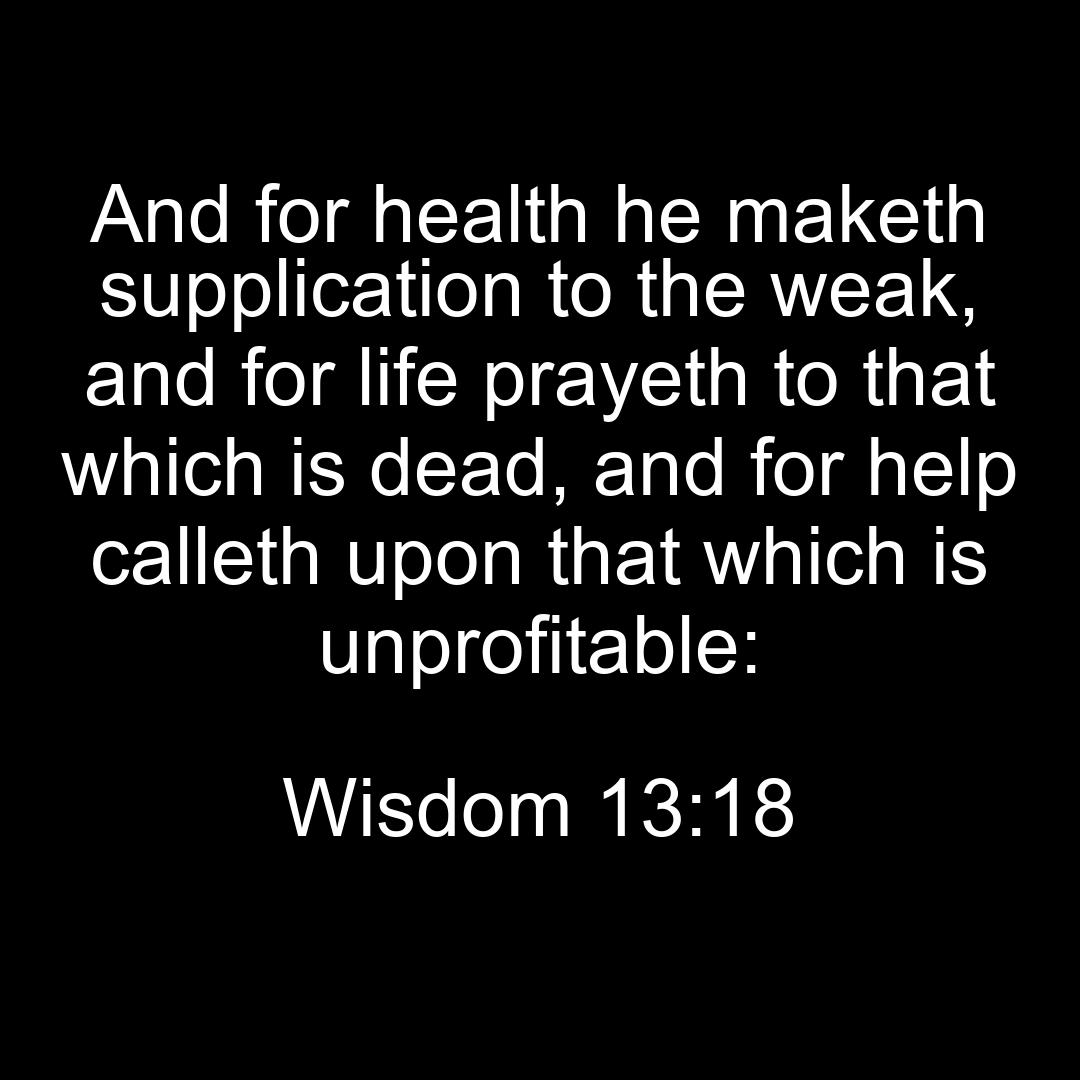 And for health he maketh
supplication to the weak,
and for life prayeth to that
which is dead, and for help
calleth upon that which is
unprofitable:
Wisdom 13:18